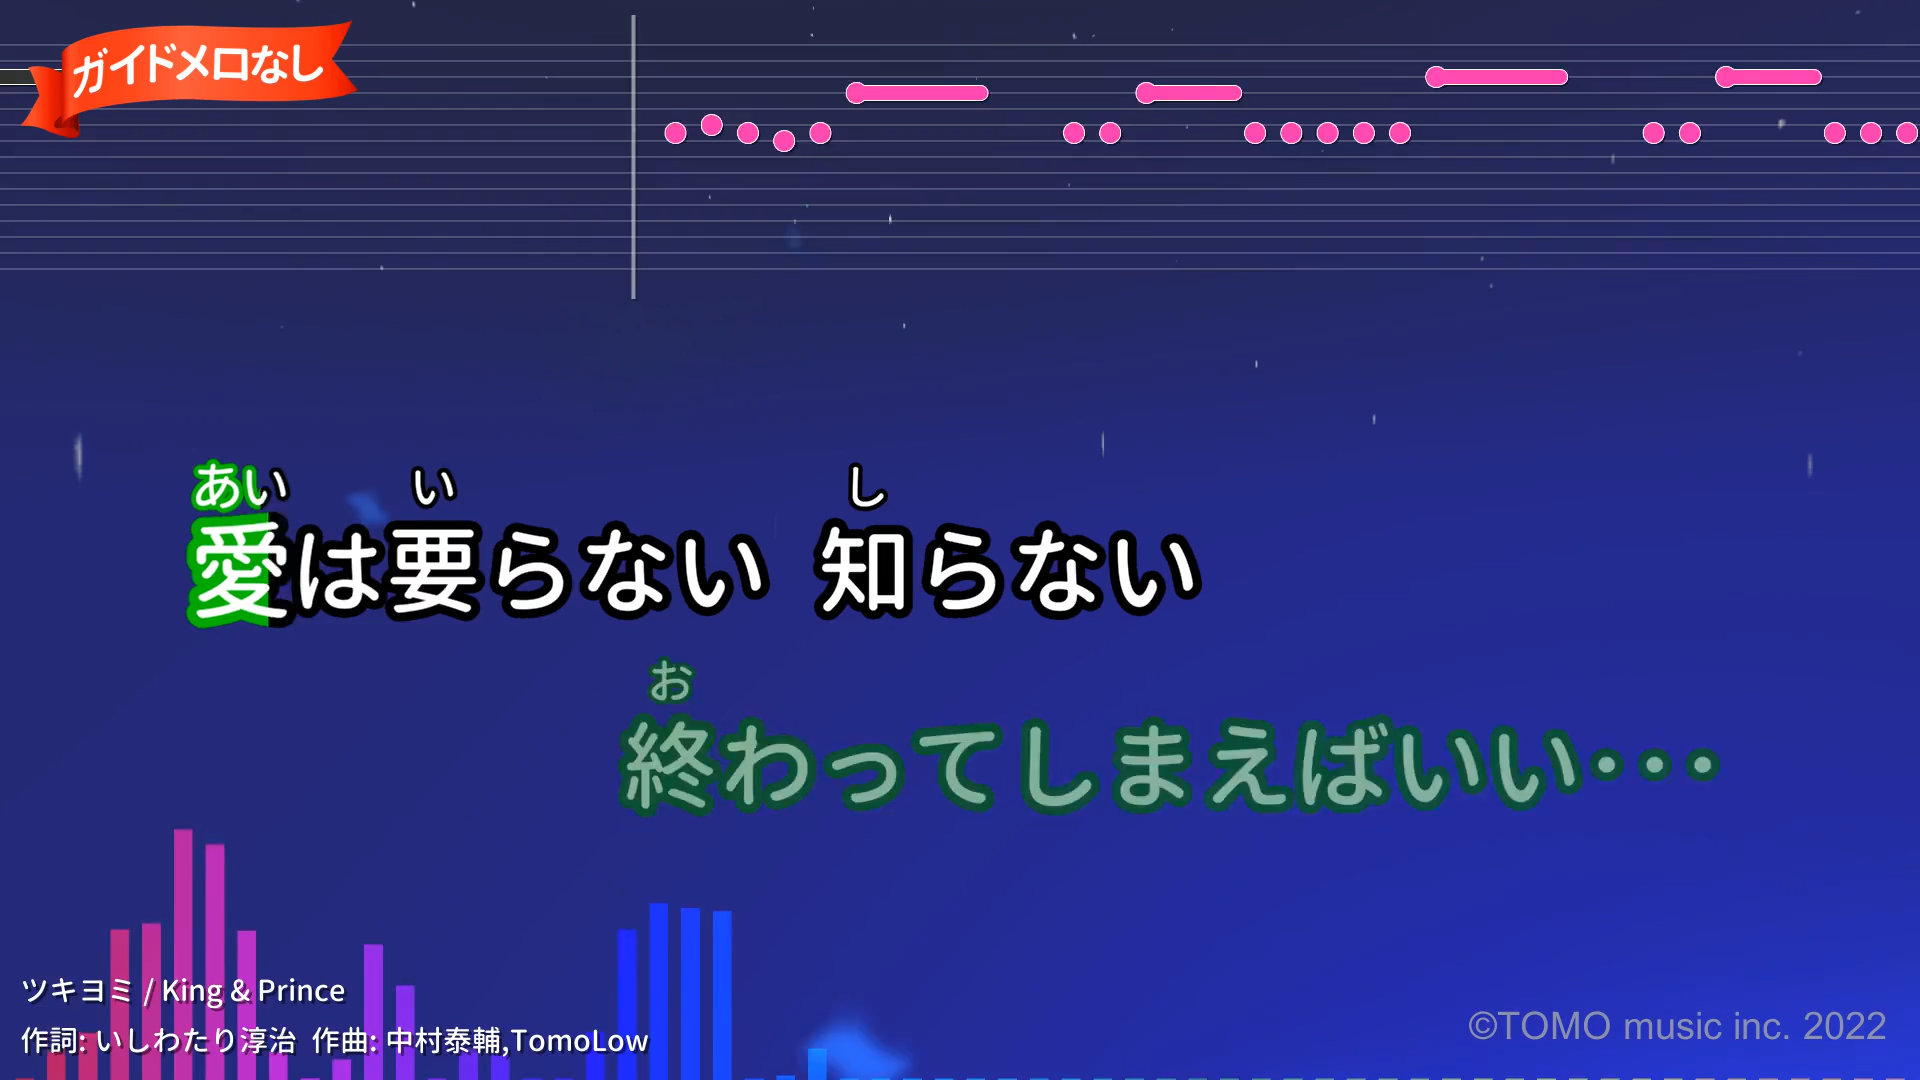 ガイドメロなし
あい い し
愛は要らない 知らない
お
終わってしまえばいい・・・
ツキヨミ / King & Prince
作詞: いしわたり淳治 作曲: 中村泰輔,TomoLow
©TOMO music inc. 2022